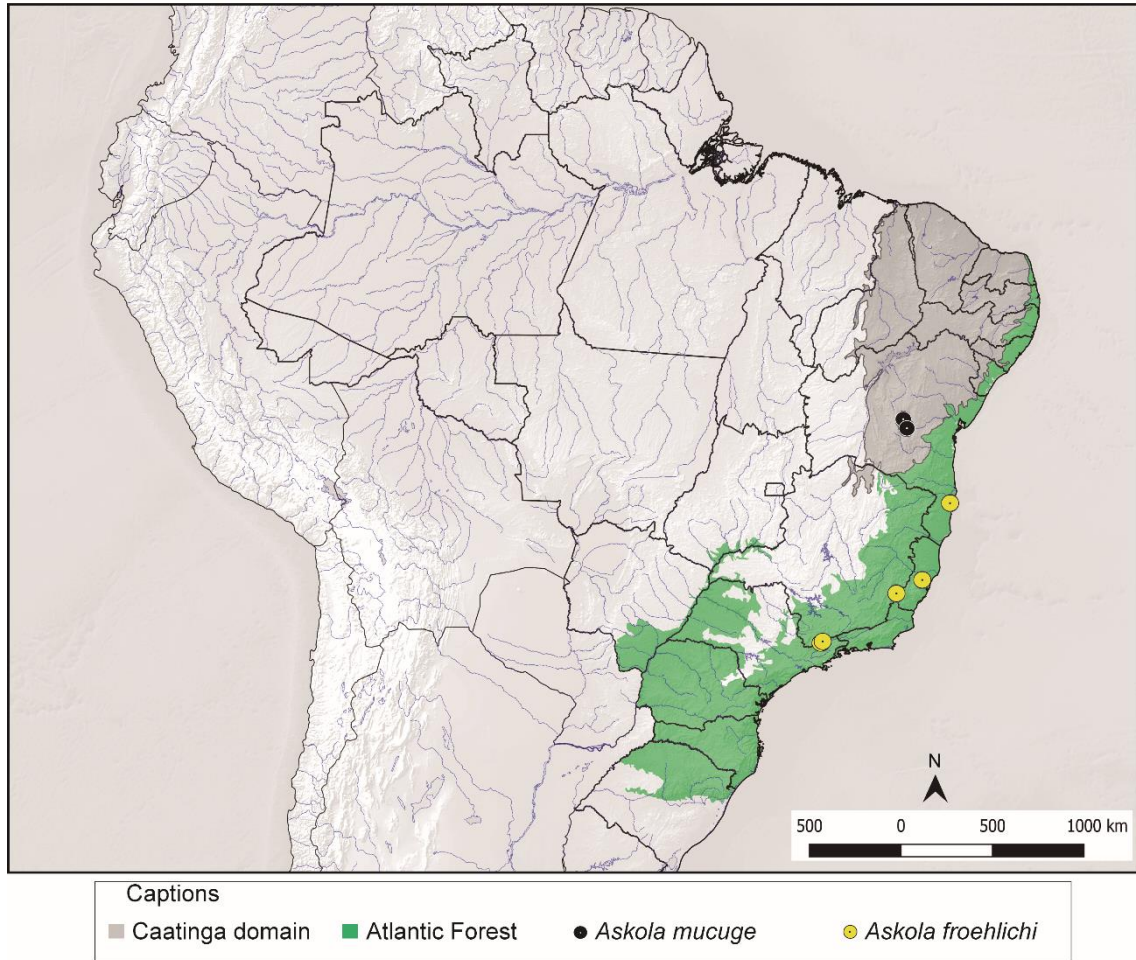 N
500 0 500 1000 km
Captions
Caatinga domain Atlantic Forest Askola mucuge Askola froehlichi